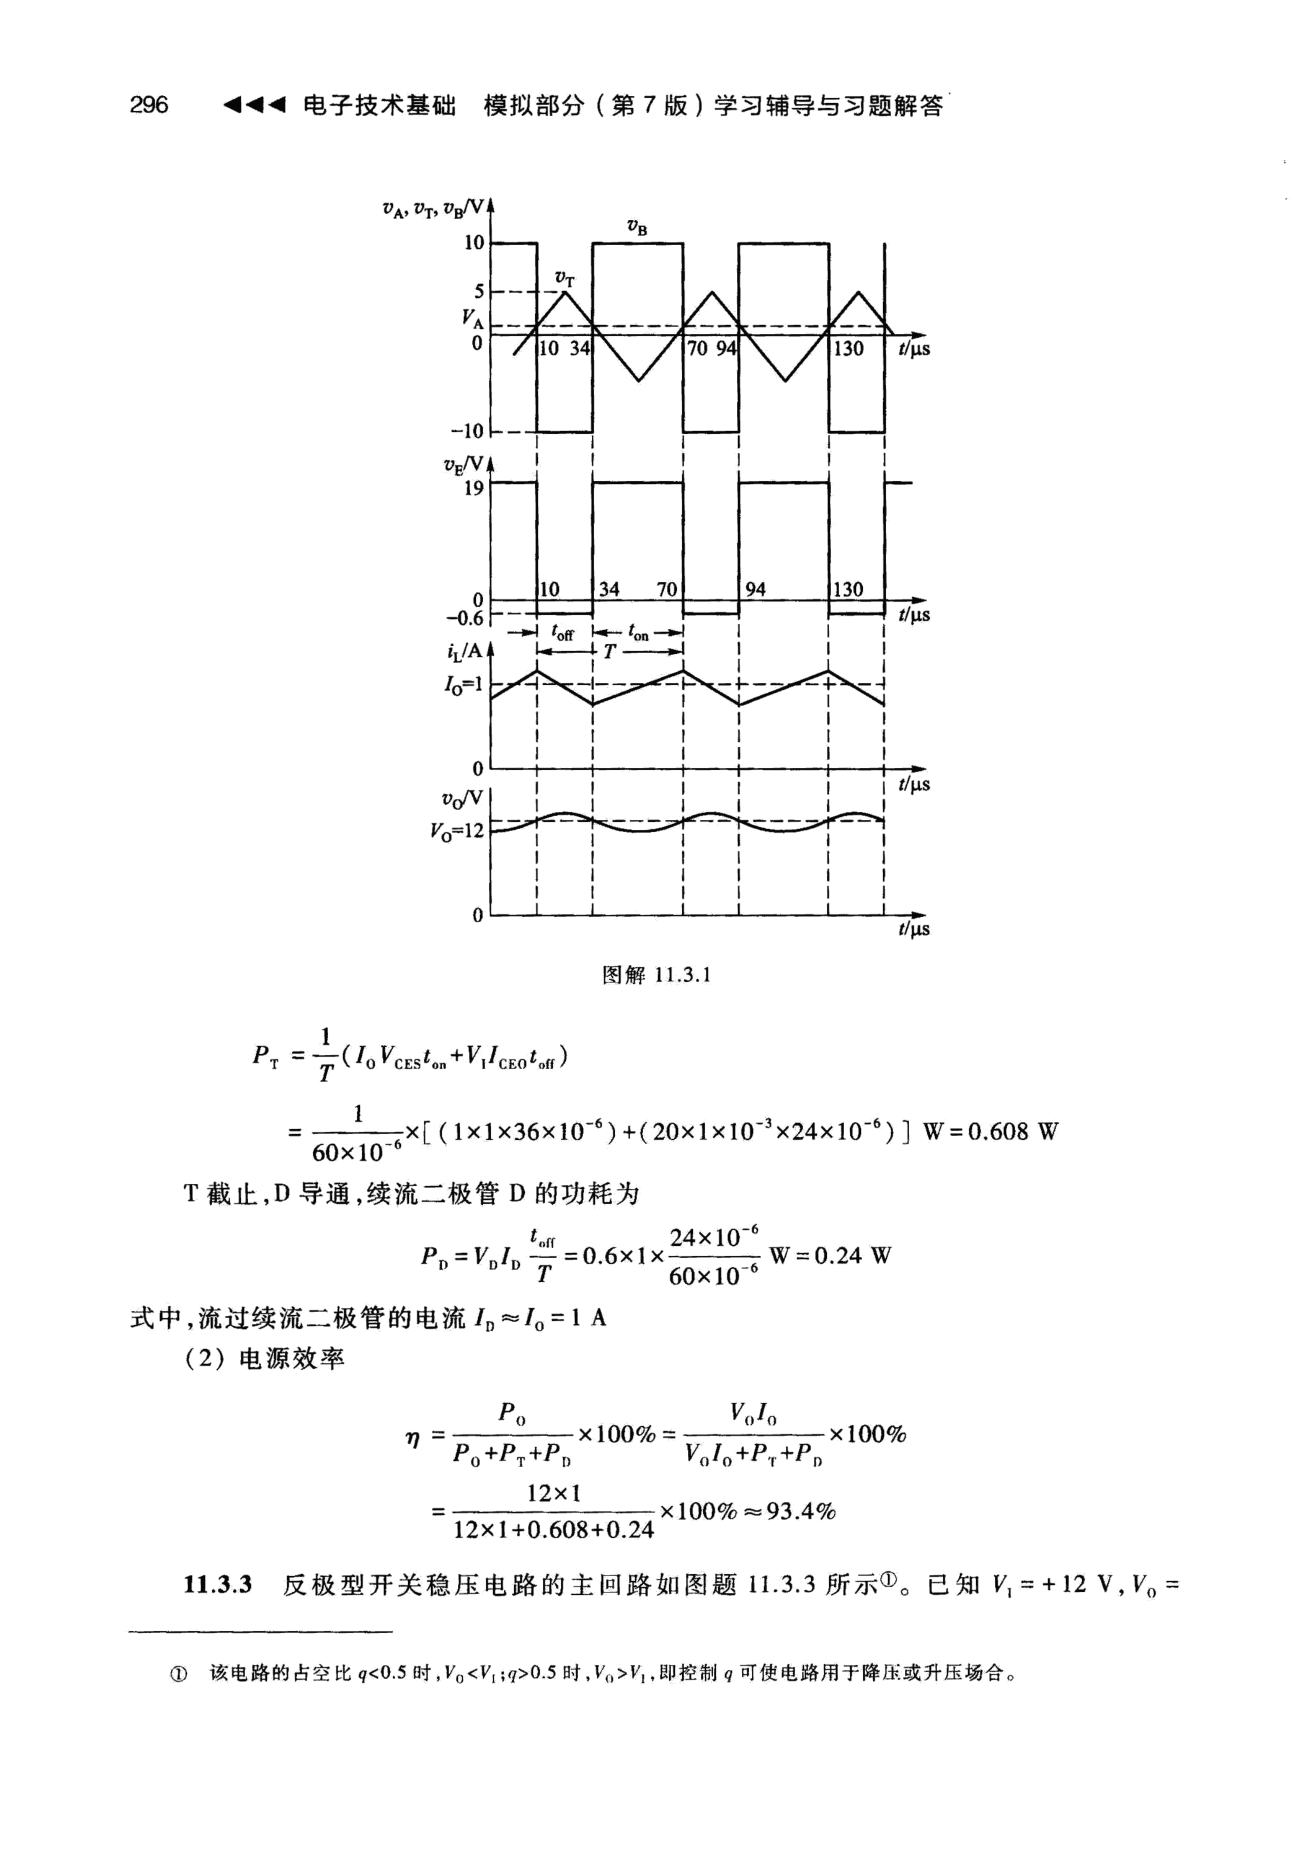 296 ◀◀◀ 电子技术基础 模拟部分(第7版)学习辅导与习题解答
v_A, v_T, v_B/V
v_B
10
v_T
5
V_A
0
10 34 70 94 130 t/μs
-10
v_E/V
19
10 34 70 94 130
0
t/μs
-0.6
t_off t_on
T
i_L/A
I_O=1
0
t/μs
v_O/V
V_O=12
0
t/μs
图解 11.3.1
P_T = 1/T (I_O V_CES t_on + V_I I_CEO t_off)
= 1/(60×10^-6) ×[(1×1×36×10^-6)+(20×1×10^-3×24×10^-6)] W=0.608 W
T 截止,D 导通,续流二极管 D 的功耗为
P_D = V_D I_D t_off/T = 0.6×1× (24×10^-6)/(60×10^-6) W=0.24 W
式中,流过续流二极管的电流 I_D≈I_O=1 A
(2) 电源效率
η = P_O/(P_O+P_T+P_D) ×100% = V_O I_O/(V_O I_O+P_T+P_D) ×100%
= (12×1)/(12×1+0.608+0.24) ×100%≈93.4%
11.3.3 反极型开关稳压电路的主回路如图题 11.3.3 所示①。已知 V_I=+12 V,V_O=
① 该电路的占空比 q<0.5 时,V_O<V_I;q>0.5 时,V_O>V_I,即控制 q 可使电路用于降压或升压场合。